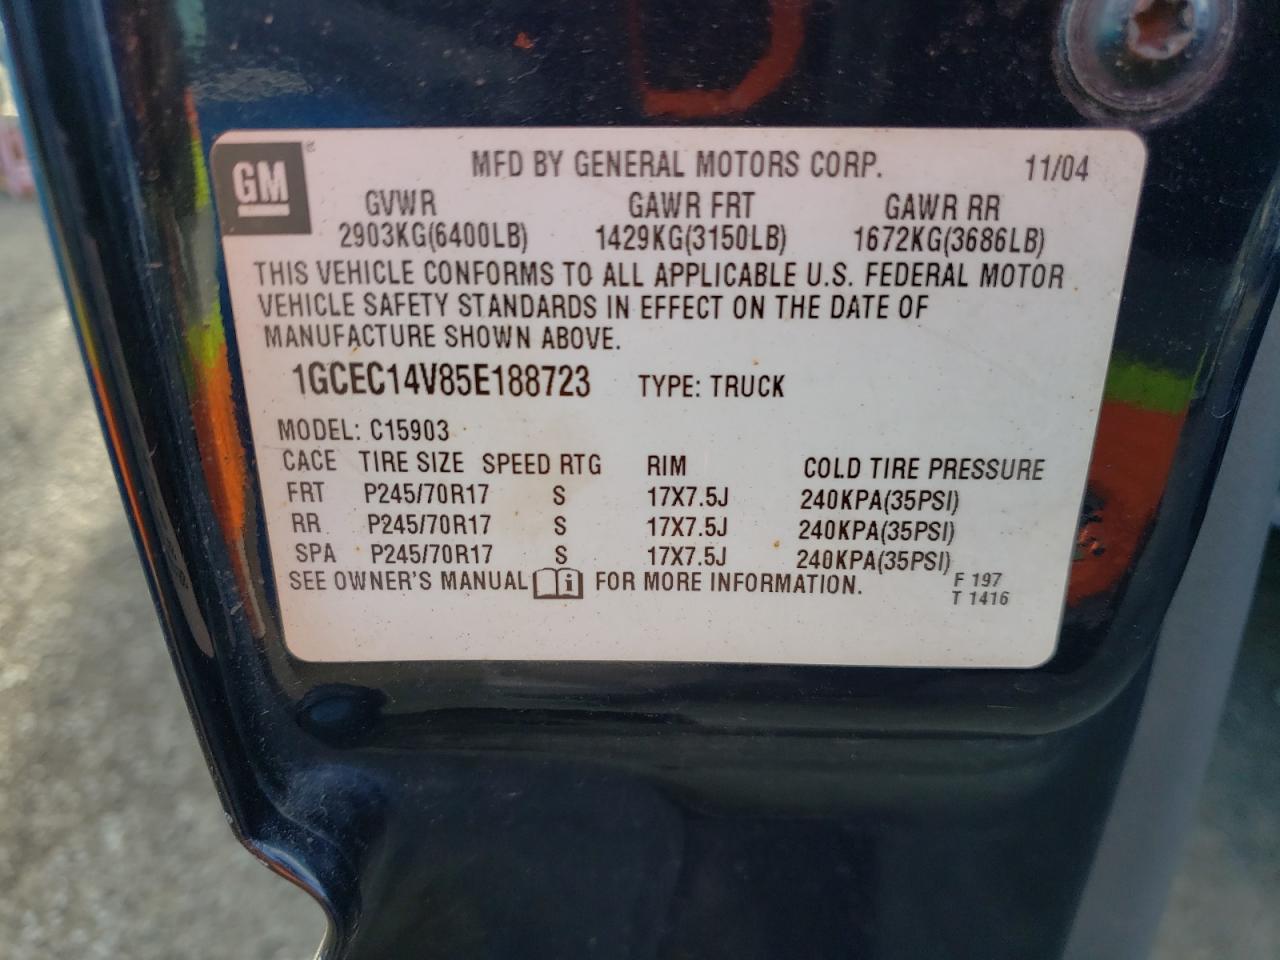 GM®
MFD BY GENERAL MOTORS CORP. 11/04
GVWR GAWR FRT GAWR RR
2903KG(6400LB) 1429KG(3150LB) 1672KG(3686LB)
THIS VEHICLE CONFORMS TO ALL APPLICABLE U.S. FEDERAL MOTOR
VEHICLE SAFETY STANDARDS IN EFFECT ON THE DATE OF
MANUFACTURE SHOWN ABOVE.
1GCEC14V85E188723 TYPE: TRUCK
MODEL: C15903
CACE TIRE SIZE SPEED RTG RIM COLD TIRE PRESSURE
FRT P245/70R17 S 17X7.5J 240KPA(35PSI)
RR P245/70R17 S 17X7.5J 240KPA(35PSI)
SPA P245/70R17 S 17X7.5J 240KPA(35PSI)
SEE OWNER'S MANUAL i FOR MORE INFORMATION.
F 197
T 1416